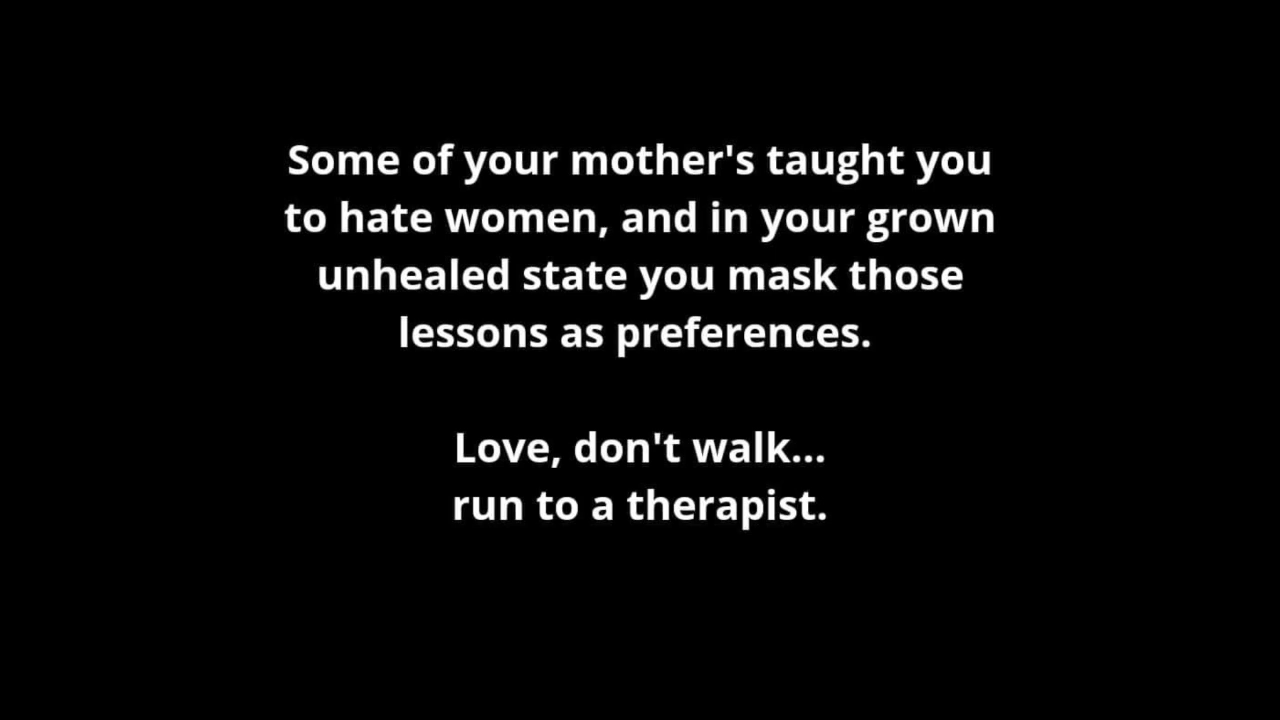 Some of your mother's taught you
to hate women, and in your grown
unhealed state you mask those
lessons as preferences.
Love, don't walk...
run to a therapist.